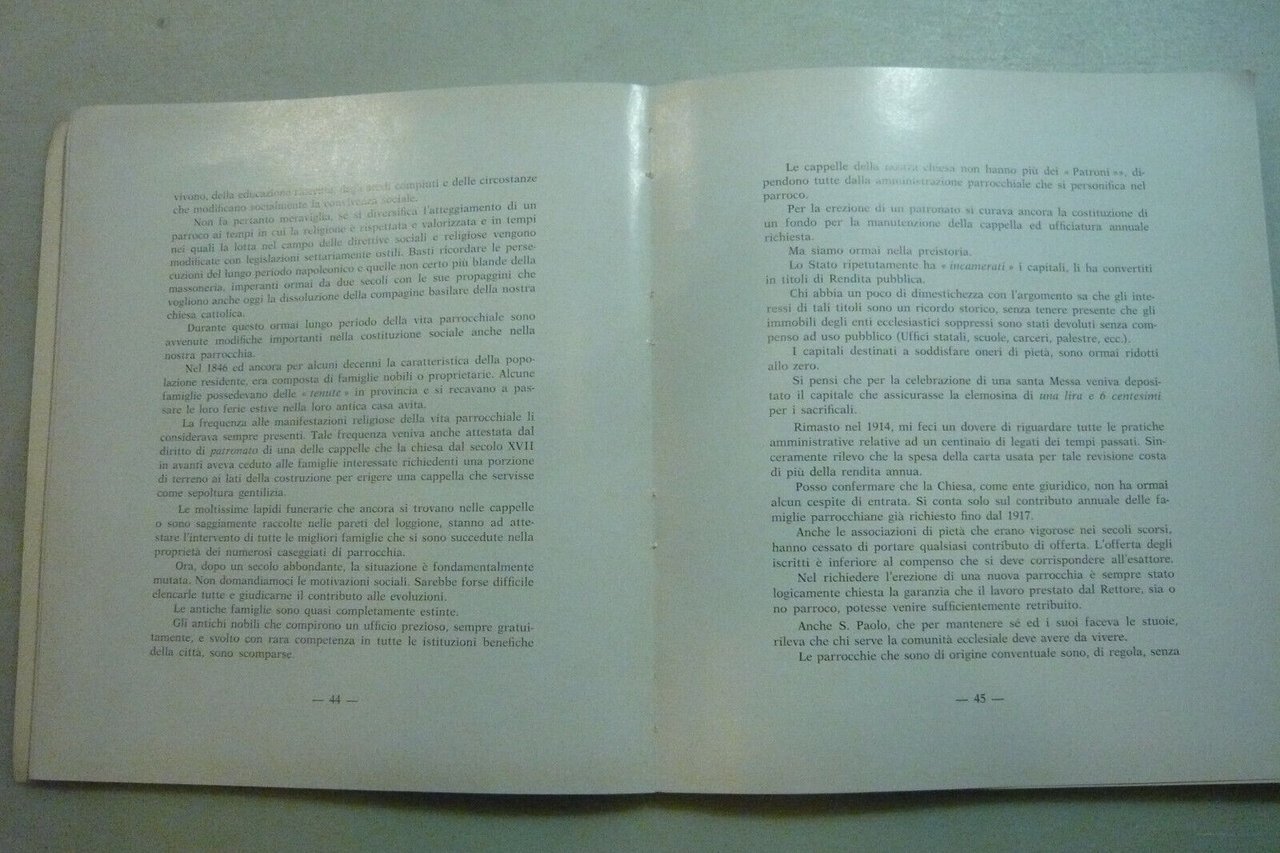 vivono, della educazione ricevuta, degli studi compiuti e delle circostanze
che modificano socialmente la convivenza sociale.
Non fa pertanto meraviglia, se si diversifica l'atteggiamento di un
parroco ai tempi in cui la religione è rispettata e valorizzata e in tempi
nei quali la lotta nel campo delle direttive sociali e religiose vengono
modificate con legislazioni settariamente ostili. Basti ricordare le perse-
cuzioni del lungo periodo napoleonico e quelle non certo più blande della
massoneria, imperanti ormai da due secoli con le sue propaggini che
vogliono anche oggi la dissoluzione della compagine basilare della nostra
chiesa cattolica.
Durante questo ormai lungo periodo della vita parrocchiale sono
avvenute modifiche importanti nella costituzione sociale anche nella
nostra parrocchia.
Nel 1846 ed ancora per alcuni decenni la caratteristica della popo-
lazione residente, era composta di famiglie nobili o proprietarie. Alcune
famiglie possedevano delle « tenute » in provincia e si recavano a pas-
sare le loro ferie estive nella loro antica casa avita.
La frequenza alle manifestazioni religiose della vita parrocchiale li
considerava sempre presenti. Tale frequenza veniva anche attestata dal
diritto di patronato di una delle cappelle che la chiesa dal secolo XVII
in avanti aveva ceduto alle famiglie interessate richiedenti una porzione
di terreno ai lati della costruzione per erigere una cappella che servisse
come sepoltura gentilizia.
Le moltissime lapidi funerarie che ancora si trovano nelle cappelle
o sono saggiamente raccolte nelle pareti del loggione, stanno ad atte-
stare l'intervento di tutte le migliori famiglie che si sono succedute nella
proprietà dei numerosi caseggiati di parrocchia.
Ora, dopo un secolo abbondante, la situazione è fondamentalmente
mutata. Non domandiamoci le motivazioni sociali. Sarebbe forse difficile
elencarle tutte e giudicarne il contributo alle evoluzioni.
Le antiche famiglie sono quasi completamente estinte.
Gli antichi nobili che compirono un ufficio prezioso, sempre gratui-
tamente, e svolto con rara competenza in tutte le istituzioni benefiche
della città, sono scomparse.
— 44 —
Le cappelle della nostra chiesa non hanno più dei « Patroni »», di-
pendono tutte dalla amministrazione parrocchiale che si personifica nel
parroco.
Per la erezione di un patronato si curava ancora la costituzione di
un fondo per la manutenzione della cappella ed ufficiatura annuale
richiesta.
Ma siamo ormai nella preistoria.
Lo Stato ripetutamente ha « incamerati » i capitali, li ha convertiti
in titoli di Rendita pubblica.
Chi abbia un poco di dimestichezza con l'argomento sa che gli inte-
ressi di tali titoli sono un ricordo storico, senza tenere presente che gli
immobili degli enti ecclesiastici soppressi sono stati devoluti senza com-
penso ad uso pubblico (Uffici statali, scuole, carceri, palestre, ecc.).
I capitali destinati a soddisfare oneri di pietà, sono ormai ridotti
allo zero.
Si pensi che per la celebrazione di una santa Messa veniva deposi-
tato il capitale che assicurasse la clemosina di una lira e 6 centesimi
per i sacrificali.
Rimasto nel 1914, mi feci un dovere di riguardare tutte le pratiche
amministrative relative ad un centinaio di legati dei tempi passati. Sin-
ceramente rilevo che la spesa della carta usata per tale revisione costa
di più della rendita annua.
Posso confermare che la Chiesa, come ente giuridico, non ha ormai
alcun cespite di entrata. Si conta solo sul contributo annuale delle fa-
miglie parrocchiane già richiesto fino dal 1917.
Anche le associazioni di pietà che erano vigorose nei secoli scorsi,
hanno cessato di portare qualsiasi contributo di offerta. L'offerta degli
iscritti è inferiore al compenso che si deve corrispondere all'esattore.
Nel richiedere l'erezione di una nuova parrocchia è sempre stato
logicamente chiesta la garanzia che il lavoro prestato dal Rettore, sia o
no parroco, potesse venire sufficientemente retribuito.
Anche S. Paolo, che per mantenere sé ed i suoi faceva le stuoie,
rileva che chi serve la comunità ecclesiale deve avere da vivere.
Le parrocchie che sono di origine conventuale sono, di regola, senza
— 45 —